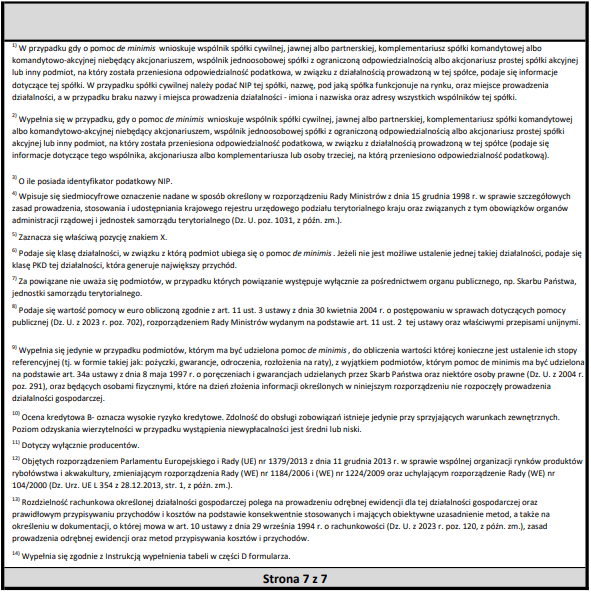 1) W przypadku gdy o pomoc de minimis wnioskuje wspólnik spółki cywilnej, jawnej albo partnerskiej, komplementariusz spółki komandytowej albo
komandytowo-akcyjnej niebędący akcjonariuszem, wspólnik jednoosobowej spółki z ograniczoną odpowiedzialnością albo akcjonariusz prostej spółki akcyjnej
lub inny podmiot, na który została przeniesiona odpowiedzialność podatkowa, w związku z działalnością prowadzoną w tej spółce, podaje się informacje
dotyczące tej spółki. W przypadku spółki cywilnej należy podać NIP tej spółki, nazwę, pod jaką spółka funkcjonuje na rynku, oraz miejsce prowadzenia
działalności, a w przypadku braku nazwy i miejsca prowadzenia działalności - imiona i nazwiska oraz adresy wszystkich wspólników tej spółki.
2) Wypełnia się w przypadku, gdy o pomoc de minimis wnioskuje wspólnik spółki cywilnej, jawnej albo partnerskiej, komplementariusz spółki komandytowej
albo komandytowo-akcyjnej niebędący akcjonariuszem, wspólnik jednoosobowej spółki z ograniczoną odpowiedzialnością albo akcjonariusz prostej spółki
akcyjnej lub inny podmiot, na który została przeniesiona odpowiedzialność podatkowa, w związku z działalnością prowadzoną w tej spółce (podaje się
informacje dotyczące tego wspólnika, akcjonariusza albo komplementariusza lub osoby trzeciej, na którą przeniesiono odpowiedzialność podatkową).
3) O ile posiada identyfikator podatkowy NIP.
4) Wpisuje się siedmiocyfrowe oznaczenie nadane w sposób określony w rozporządzeniu Rady Ministrów z dnia 15 grudnia 1998 r. w sprawie szczegółowych
zasad prowadzenia, stosowania i udostępniania krajowego rejestru urzędowego podziału terytorialnego kraju oraz związanych z tym obowiązków organów
administracji rządowej i jednostek samorządu terytorialnego (Dz. U. poz. 1031, z późn. zm.).
5) Zaznacza się właściwą pozycję znakiem X.
6) Podaje się klasę działalności, w związku z którą podmiot ubiega się o pomoc de minimis . Jeżeli nie jest możliwe ustalenie jednej takiej działalności, podaje się
klasę PKD tej działalności, która generuje największy przychód.
7) Za powiązane nie uważa się podmiotów, w przypadku których powiązanie występuje wyłącznie za pośrednictwem organu publicznego, np. Skarbu Państwa,
jednostki samorządu terytorialnego.
8) Podaje się wartość pomocy w euro obliczoną zgodnie z art. 11 ust. 3 ustawy z dnia 30 kwietnia 2004 r. o postępowaniu w sprawach dotyczących pomocy
publicznej (Dz. U. z 2023 r. poz. 702), rozporządzeniem Rady Ministrów wydanym na podstawie art. 11 ust. 2 tej ustawy oraz właściwymi przepisami unijnymi.
9) Wypełnia się jedynie w przypadku podmiotów, którym ma być udzielona pomoc de minimis , do obliczenia wartości której konieczne jest ustalenie ich stopy
referencyjnej (tj. w formie takiej jak: pożyczki, gwarancje, odroczenia, rozłożenia na raty), z wyjątkiem podmiotów, którym pomoc de minimis ma być udzielona
na podstawie art. 34a ustawy z dnia 8 maja 1997 r. o poręczeniach i gwarancjach udzielanych przez Skarb Państwa oraz niektóre osoby prawne (Dz. U. z 2004 r.
poz. 291), oraz będących osobami fizycznymi, które na dzień złożenia informacji określonych w niniejszym rozporządzeniu nie rozpoczęły prowadzenia
działalności gospodarczej.
10) Ocena kredytowa B- oznacza wysokie ryzyko kredytowe. Zdolność do obsługi zobowiązań istnieje jedynie przy sprzyjających warunkach zewnętrznych.
Poziom odzyskania wierzytelności w przypadku wystąpienia niewypłacalności jest średni lub niski.
11) Dotyczy wyłącznie producentów.
12) Objętych rozporządzeniem Parlamentu Europejskiego i Rady (UE) nr 1379/2013 z dnia 11 grudnia 2013 r. w sprawie wspólnej organizacji rynków produktów
rybołówstwa i akwakultury, zmieniającym rozporządzenia Rady (WE) nr 1184/2006 i (WE) nr 1224/2009 oraz uchylającym rozporządzenie Rady (WE) nr
104/2000 (Dz. Urz. UE L 354 z 28.12.2013, str. 1, z późn. zm.).
13) Rozdzielność rachunkowa określonej działalności gospodarczej polega na prowadzeniu odrębnej ewidencji dla tej działalności gospodarczej oraz
prawidłowym przypisywaniu przychodów i kosztów na podstawie konsekwentnie stosowanych i mających obiektywne uzasadnienie metod, a także na
określeniu w dokumentacji, o której mowa w art. 10 ustawy z dnia 29 września 1994 r. o rachunkowości (Dz. U. z 2023 r. poz. 120, z późn. zm.), zasad
prowadzenia odrębnej ewidencji oraz metod przypisywania kosztów i przychodów.
14) Wypełnia się zgodnie z Instrukcją wypełnienia tabeli w części D formularza.
Strona 7 z 7